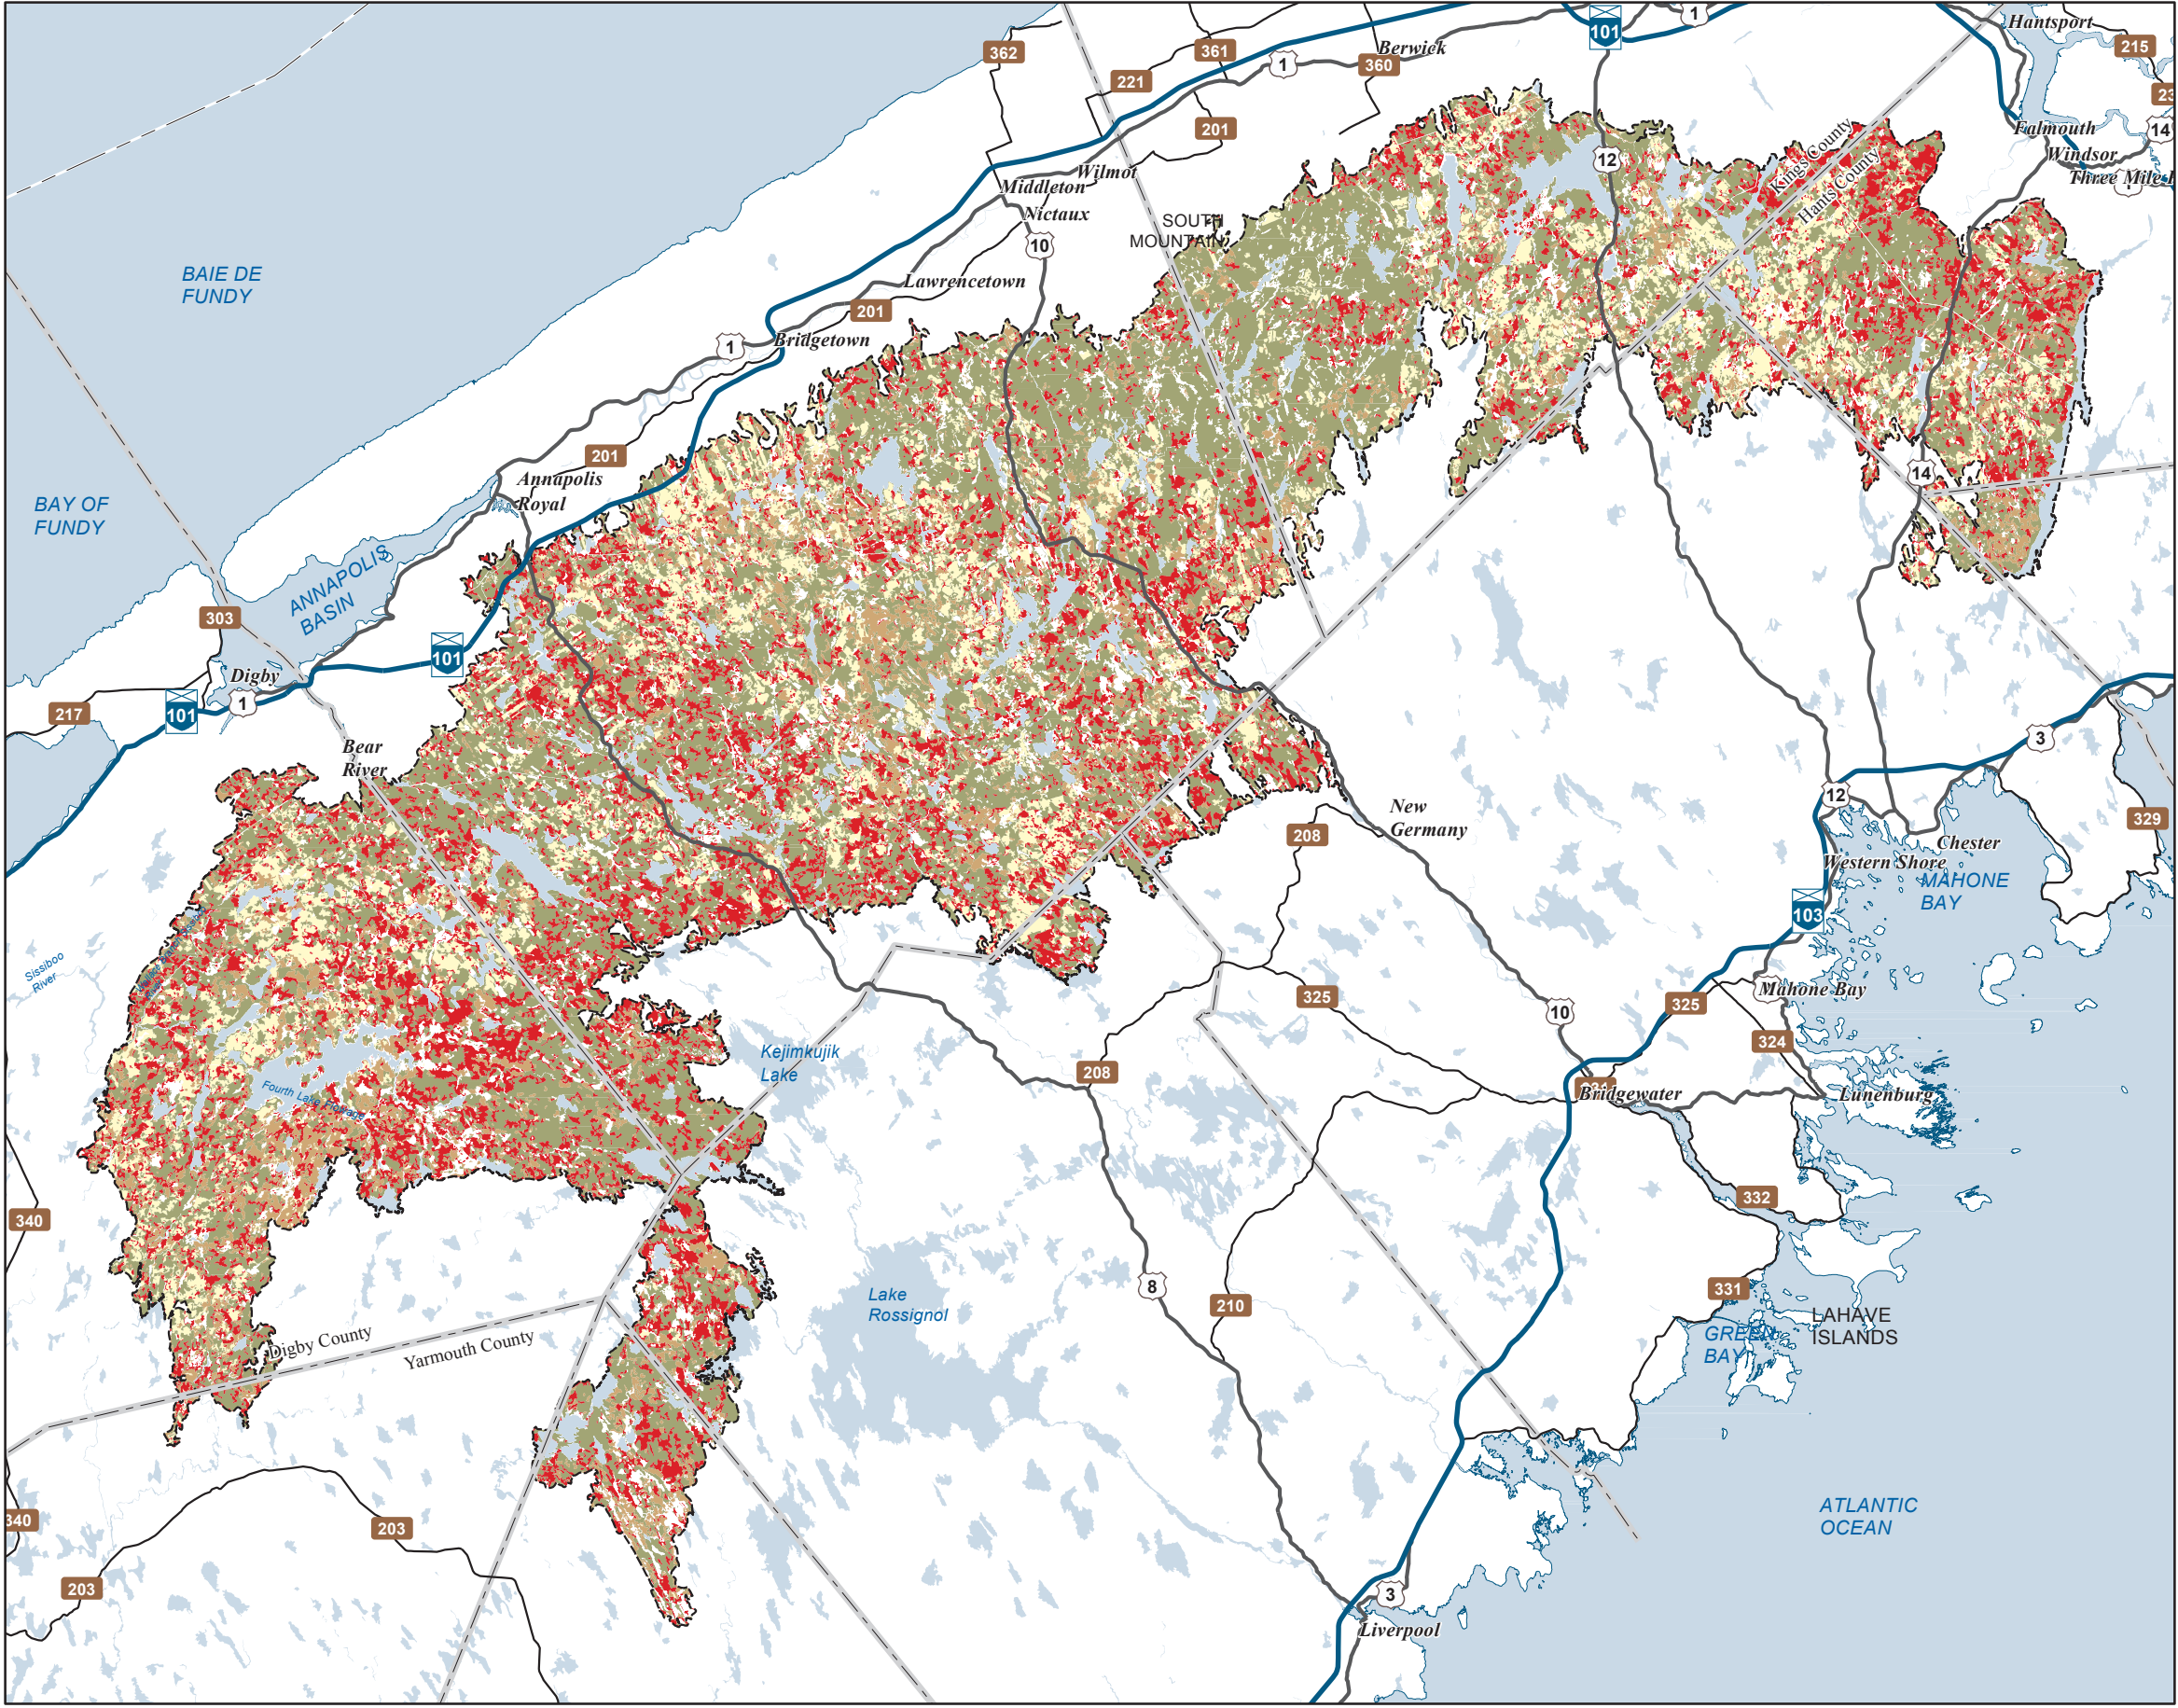 1
101
Hantsport
215
362
361
Berwick
1
360
221
201
23
14
Falmouth
12
Windsor
Three Mile
Kings County
Hants County
Wilmot
Middleton
Nictaux
SOUTH
MOUNTAIN
10
BAIE DE
FUNDY
Lawrencetown
201
1
Bridgetown
201
Annapolis
Royal
14
BAY OF
FUNDY
ANNAPOLIS
BASIN
303
101
Digby
1
217
101
3
Bear
River
12
New
Germany
208
329
Chester
Western Shore
MAHONE
BAY
103
Sissiboo
River
325
325
Mahone Bay
10
324
Kejimkujik
Lake
208
Fourth Lake Flowage
Bridgewater
Lunenburg
332
340
8
331
Lake
Rossignol
210
LAHAVE
ISLANDS
GREEN
BAY
Digby County
Yarmouth County
ATLANTIC
OCEAN
340
203
203
3
Liverpool